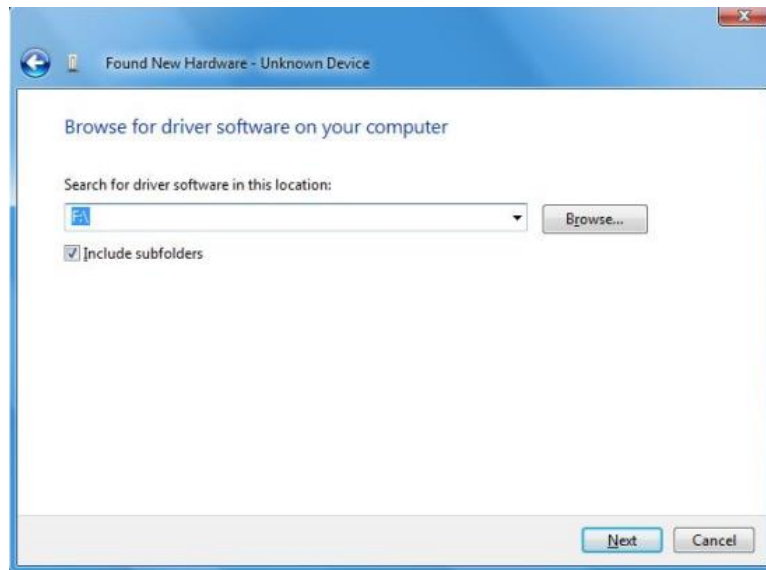 Found New Hardware - Unknown Device
Browse for driver software on your computer
Search for driver software in this location:
F:\
Browse...
Include subfolders
Next
Cancel